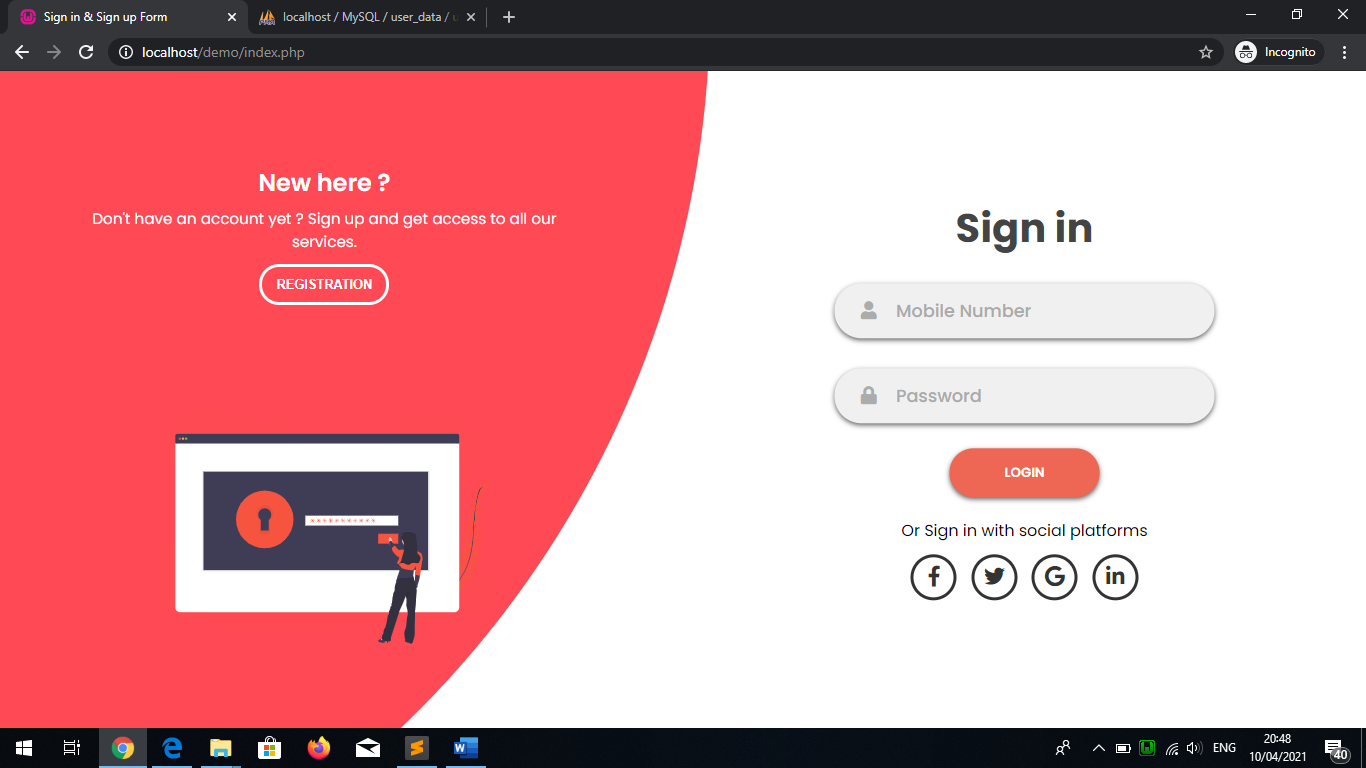 Sign in & Sign up Form
localhost / MySQL / user_data / u
localhost/demo/index.php
Incognito
New here ?
Don't have an account yet ? Sign up and get access to all our
services.
REGISTRATION
Sign in
Mobile Number
Password
LOGIN
Or Sign in with social platforms
ENG
20:48
10/04/2021
40